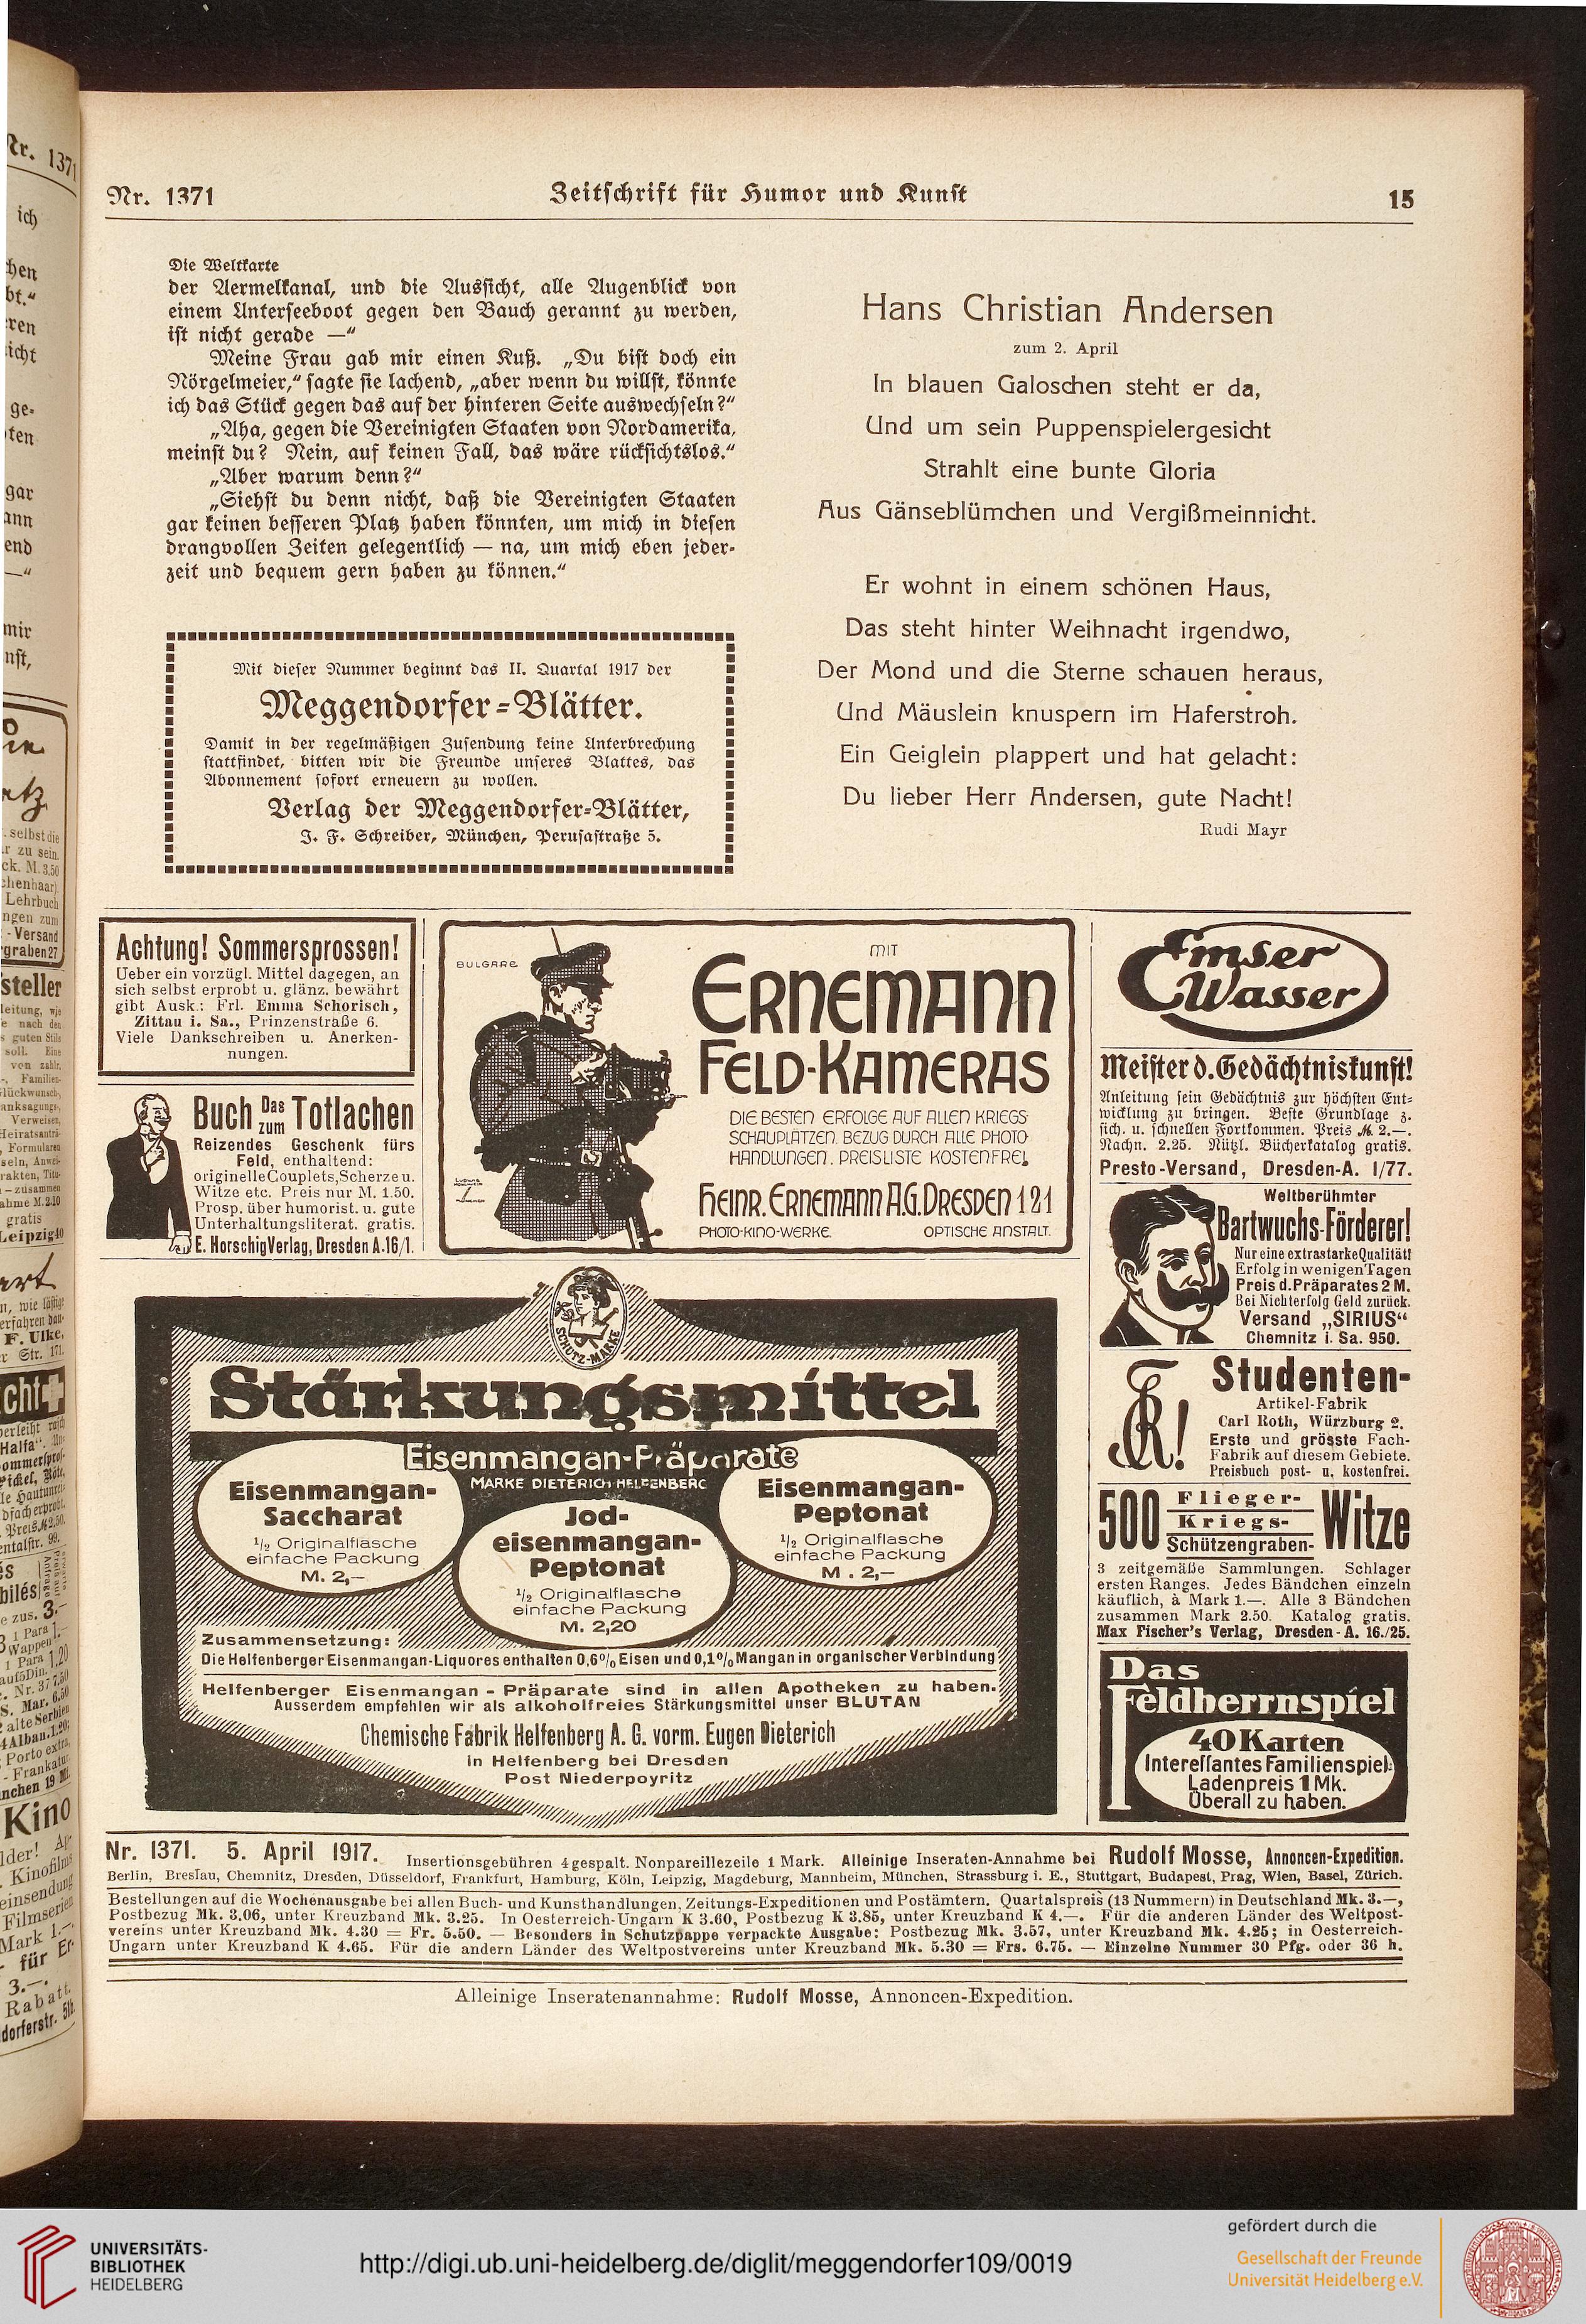 Nr. 1371
Zeitschrift für Humor und Kunst
15
Die Weltkarte
der Aermelkanal, und die Aussicht, alle Augenblick von
einem Unterseeboot gegen den Bauch gerannt zu werden,
ist nicht gerade —“
Meine Frau gab mir einen Kuß. „Du bist doch ein
Nörgelmeier,“ sagte sie lachend, „aber wenn du willst, könnte
ich das Stück gegen das auf der hinteren Seite auswechseln?“
„Aha, gegen die Vereinigten Staaten von Nordamerika,
meinst du? Nein, auf keinen Fall, das wäre rücksichtslos.“
„Aber warum denn?“
„Siehst du denn nicht, daß die Vereinigten Staaten
gar keinen besseren Platz haben könnten, um mich in diesen
drangvollen Zeiten gelegentlich — na, um mich eben jeder-
zeit und bequem gern haben zu können.“
Mit dieser Nummer beginnt das II. Quartal 1917 der
Meggendorfer-Blätter.
Damit in der regelmäßigen Zusendung keine Unterbrechung
stattfindet, bitten wir die Freunde unseres Blattes, das
Abonnement sofort erneuern zu wollen.
Verlag der Meggendorfer-Blätter,
J. F. Schreiber, München, Perusastraße 5.
Hans Christian Andersen
zum 2. April
In blauen Galoschen steht er da,
Und um sein Puppenspielergesicht
Strahlt eine bunte Gloria
Aus Gänseblümchen und Vergißmeinnicht.
Er wohnt in einem schönen Haus,
Das steht hinter Weihnacht irgendwo,
Der Mond und die Sterne schauen heraus,
Und Mäuslein knuspern im Haferstroh.
Ein Geiglein plappert und hat gelacht:
Du lieber Herr Andersen, gute Nacht!
Rudi Mayr
Achtung! Sommersprossen!
Ueber ein vorzügl. Mittel dagegen, an
sich selbst erprobt u. glänz. bewährt
gibt Ausk.: Frl. Emma Schorisch,
Zittau i. Sa., Prinzenstraße 6.
Viele Dankschreiben u. Anerken-
nungen.
Buch Das zum Totlachen
Reizendes Geschenk fürs
Feld, enthaltend:
originelle Couplets, Scherze u.
Witze etc. Preis nur M. 1.50.
Prosp. über humorist. u. gute
Unterhaltungsliterat. gratis.
E. Horschig Verlag, Dresden A.16/1.
BULGARE
MIT
ERNEMANN
FELD-KAMERAS
DIE BESTEN ERFOLGE AUF ALLEN KRIEGS-
SCHAUPLÄTZEN. BEZUG DURCH ALLE PHOTO-
HANDLUNGEN. PREISLISTE KOSTENFREI.
HEINR. ERNEMANN A.G. DRESDEN 121
PHOTO-KINO-WERKE. OPTISCHE ANSTALT.
Emser
Wasser
Meister d. Gedächtniskunst!
Anleitung sein Gedächtnis zur höchsten Ent-
wicklung zu bringen. Beste Grundlage z.
sich. u. schnellen Fortkommen. Preis M. 2.—.
Nachn. 2.25. Nützl. Bücherkatalog gratis.
Presto-Versand, Dresden-A. 1/77.
Weltberühmter
Bartwuchs-Förderer!
Nur eine extrastarke Qualität!
Erfolg in wenigen Tagen
Preis d. Präparates 2 M.
Bei Nichterfolg Geld zurück.
Versand „SIRIUS“
Chemnitz i. Sa. 950.
Studenten-
Artikel-Fabrik
Carl Roth, Würzburg 2.
Erste und grösste Fach-
Fabrik auf diesem Gebiete.
Preisbuch post- u. kostenfrei.
500 Flieger- Kriegs- Schützengraben- Witze
3 zeitgemäße Sammlungen. Schlager
ersten Ranges. Jedes Bändchen einzeln
käuflich, à Mark 1.—. Alle 3 Bändchen
zusammen Mark 2.50. Katalog gratis.
Max Fischer's Verlag, Dresden-A. 16./25.
Das
Feldherrnspiel
40 Karten
Interessantes Familienspiel
Ladenpreis 1 Mk.
Überall zu haben.
SCHUTZ-MARKE
Stärkungsmittel
Eisenmangan-Präparate
MARKE DIETERICH-HELFENBERG
Eisenmangan-
Saccharat
1/2 Originalflasche
einfache Packung
M. 2,—
Jod-
eisenmangan-
Peptonat
1/2 Originalflasche
einfache Packung
M. 2,20
Eisenmangan-
Peptonat
1/2 Originalflasche
einfache Packung
M. 2,—
Zusammensetzung:
Die Helfenberger Eisenmangan-Liquores enthalten 0,6% Eisen und 0,1% Mangan in organischer Verbindung
Helfenberger Eisenmangan-Präparate sind in allen Apotheken zu haben.
Ausserdem empfehlen wir als alkoholfreies Stärkungsmittel unser BLUTAN
Chemische Fabrik Helfenberg A. G. vorm. Eugen Dieterich
in Helfenberg bei Dresden
Post Niederpoyritz
Nr. 1371. 5. April 1917. Insertionsgebühren 4gespalt. Nonpareillezeile 1 Mark. Alleinige Inseraten-Annahme bei Rudolf Mosse, Annoncen-Expedition.
Berlin, Breslau, Chemnitz, Dresden, Düsseldorf, Frankfurt, Hamburg, Köln, Leipzig, Magdeburg, Mannheim, München, Strassburg i. E., Stuttgart, Budapest, Prag, Wien, Basel, Zürich.
Bestellungen auf die Wochenausgabe bei allen Buch- und Kunsthandlungen, Zeitungs-Expeditionen und Postämtern. Quartalspreis (13 Nummern) in Deutschland Mk. 3.—,
Postbezug Mk. 3.06, unter Kreuzband Mk. 3.25. In Oesterreich-Ungarn K 3.60, Postbezug K 3.85, unter Kreuzband K 4.—. Für die anderen Länder des Weltpost-
vereins unter Kreuzband Mk. 4.30 = Fr. 5.50. — Besonders in Schutzpappe verpackte Ausgabe: Postbezug Mk. 3.57, unter Kreuzband Mk. 4.25; in Oesterreich-
Ungarn unter Kreuzband K 4.65. Für die andern Länder des Weltpostvereins unter Kreuzband Mk. 5.30 = Frs. 6.75. — Einzelne Nummer 30 Pfg. oder 36 h.
Alleinige Inseratenannahme: Rudolf Mosse, Annoncen-Expedition.
UNIVERSITÄTS-
BIBLIOTHEK
HEIDELBERG
http://digi.ub.uni-heidelberg.de/diglit/meggendorfer109/0019
gefördert durch die
Gesellschaft der Freunde
Universität Heidelberg e.V.